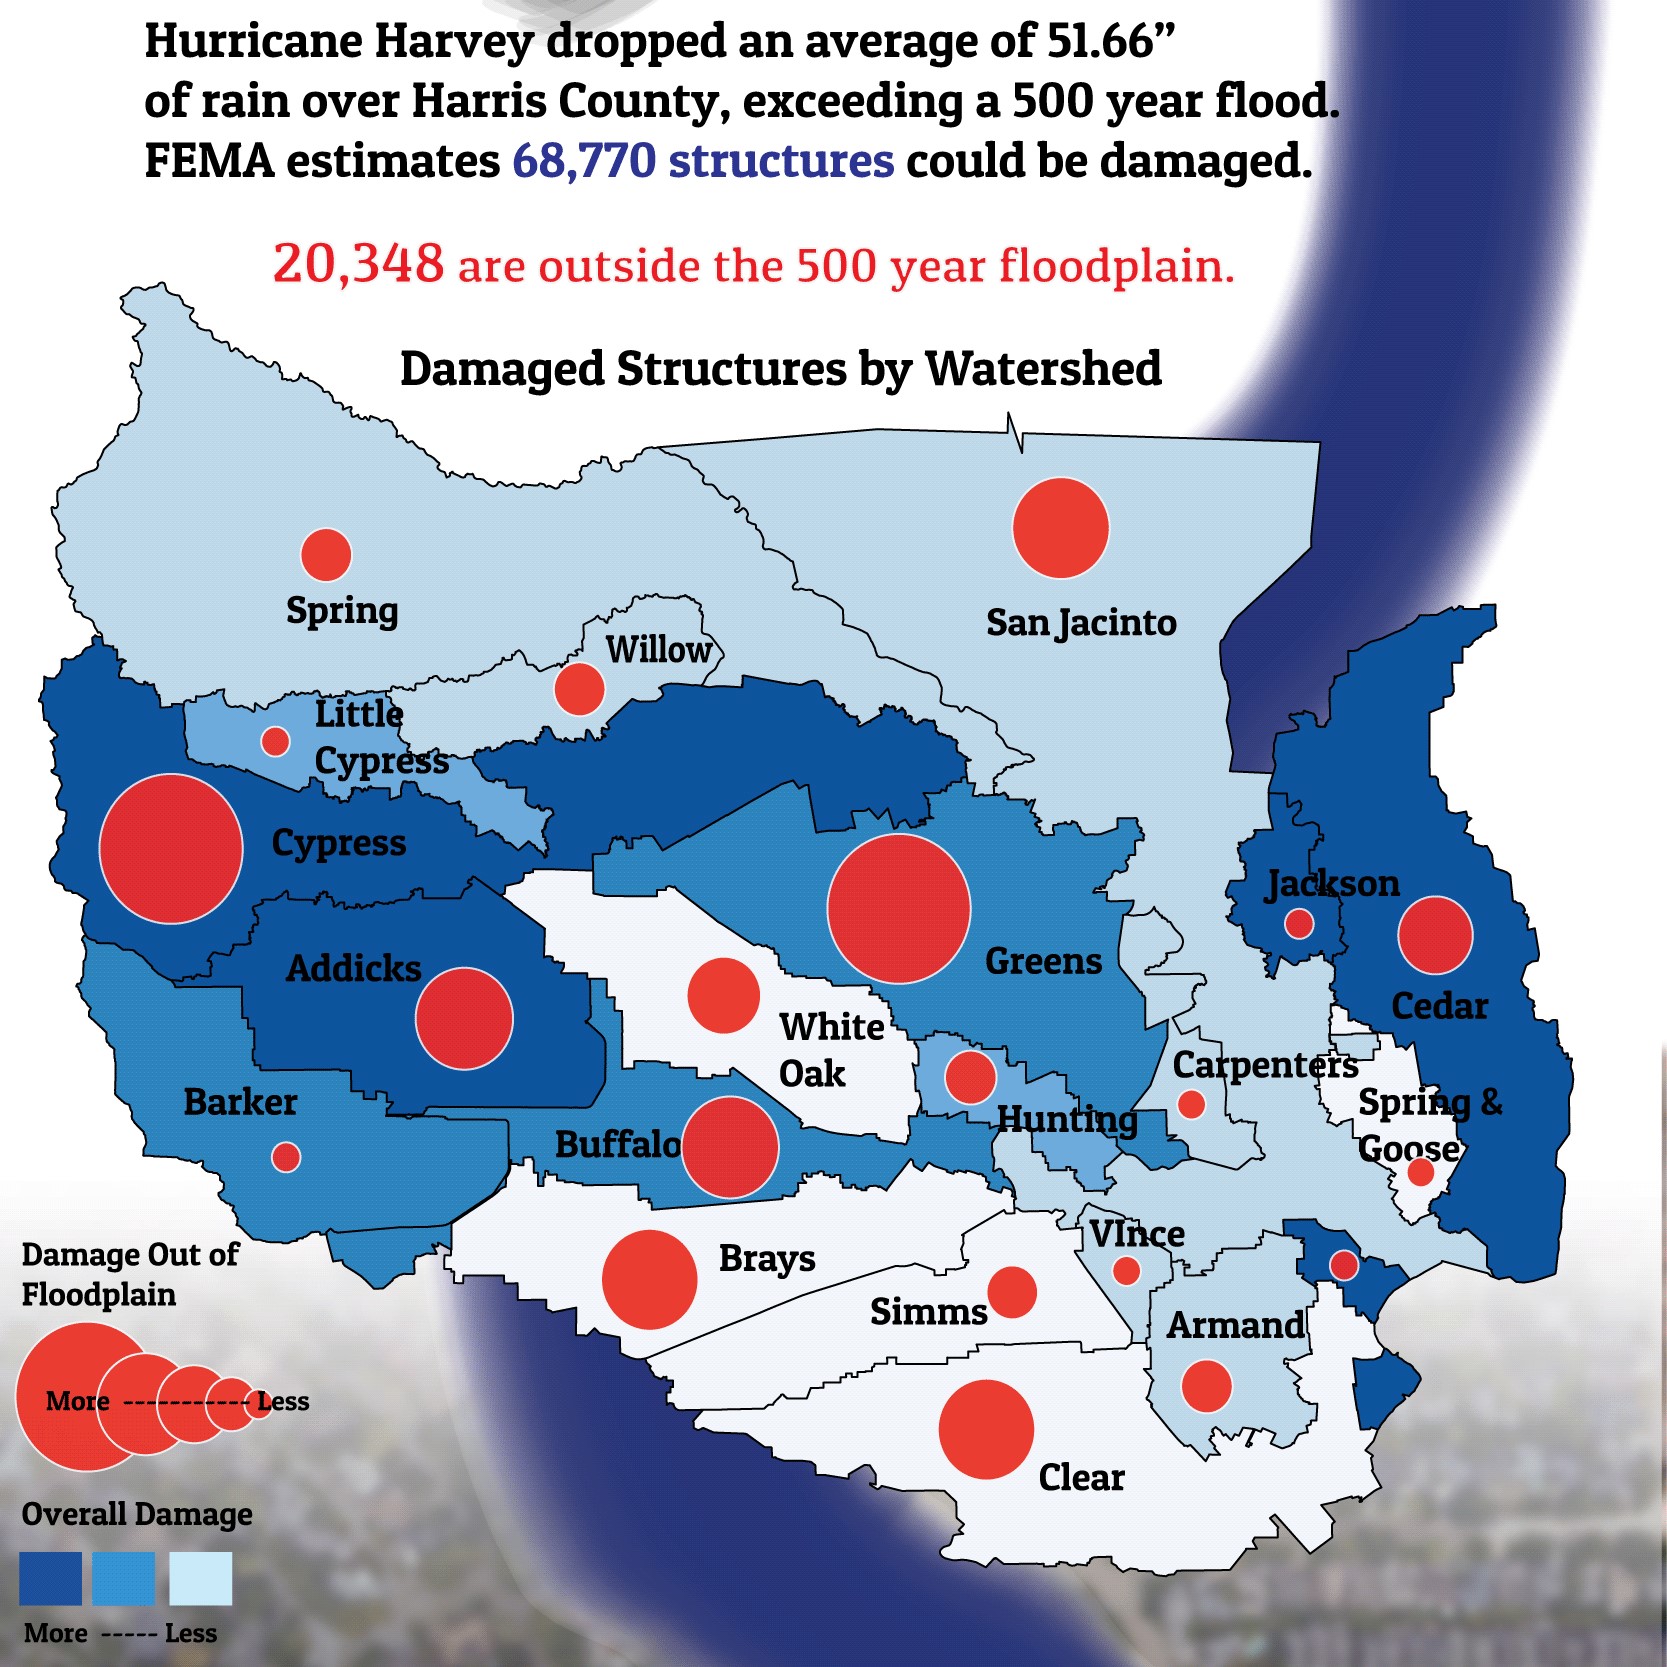 Hurricane Harvey dropped an average of 51.66”
of rain over Harris County, exceeding a 500 year flood.
FEMA estimates 68,770 structures could be damaged.
20,348 are outside the 500 year floodplain.
Damaged Structures by Watershed
Spring
San Jacinto
Willow
Little
Cypress
Cypress
Jackson
Addicks
Greens
Cedar
White
Oak
Carpenters
Barker
Hunting
Spring &
Goose
Buffalo
VInce
Brays
Simms
Armand
Clear
Damage Out of
Floodplain
More ----------- Less
Overall Damage
More ----- Less